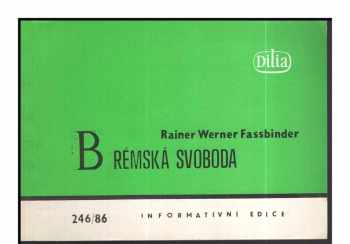 Dilia
Rainer Werner Fassbinder
BRÉMSKÁ SVOBODA
246/86 INFORMATIVNÍ EDICE